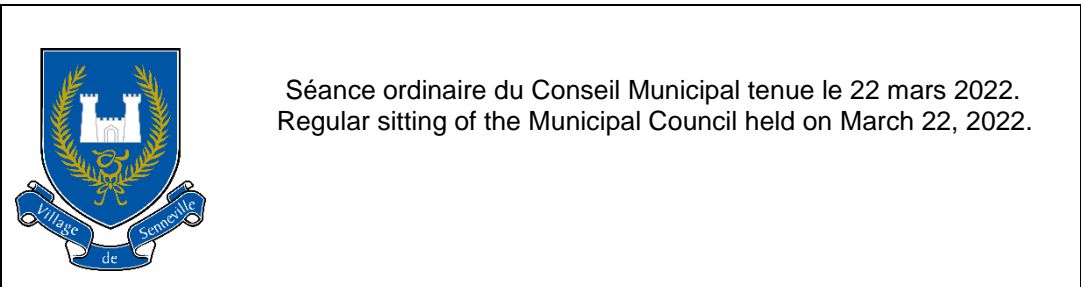 Séance ordinaire du Conseil Municipal tenue le 22 mars 2022.
Regular sitting of the Municipal Council held on March 22, 2022.
Village
de
Senneville